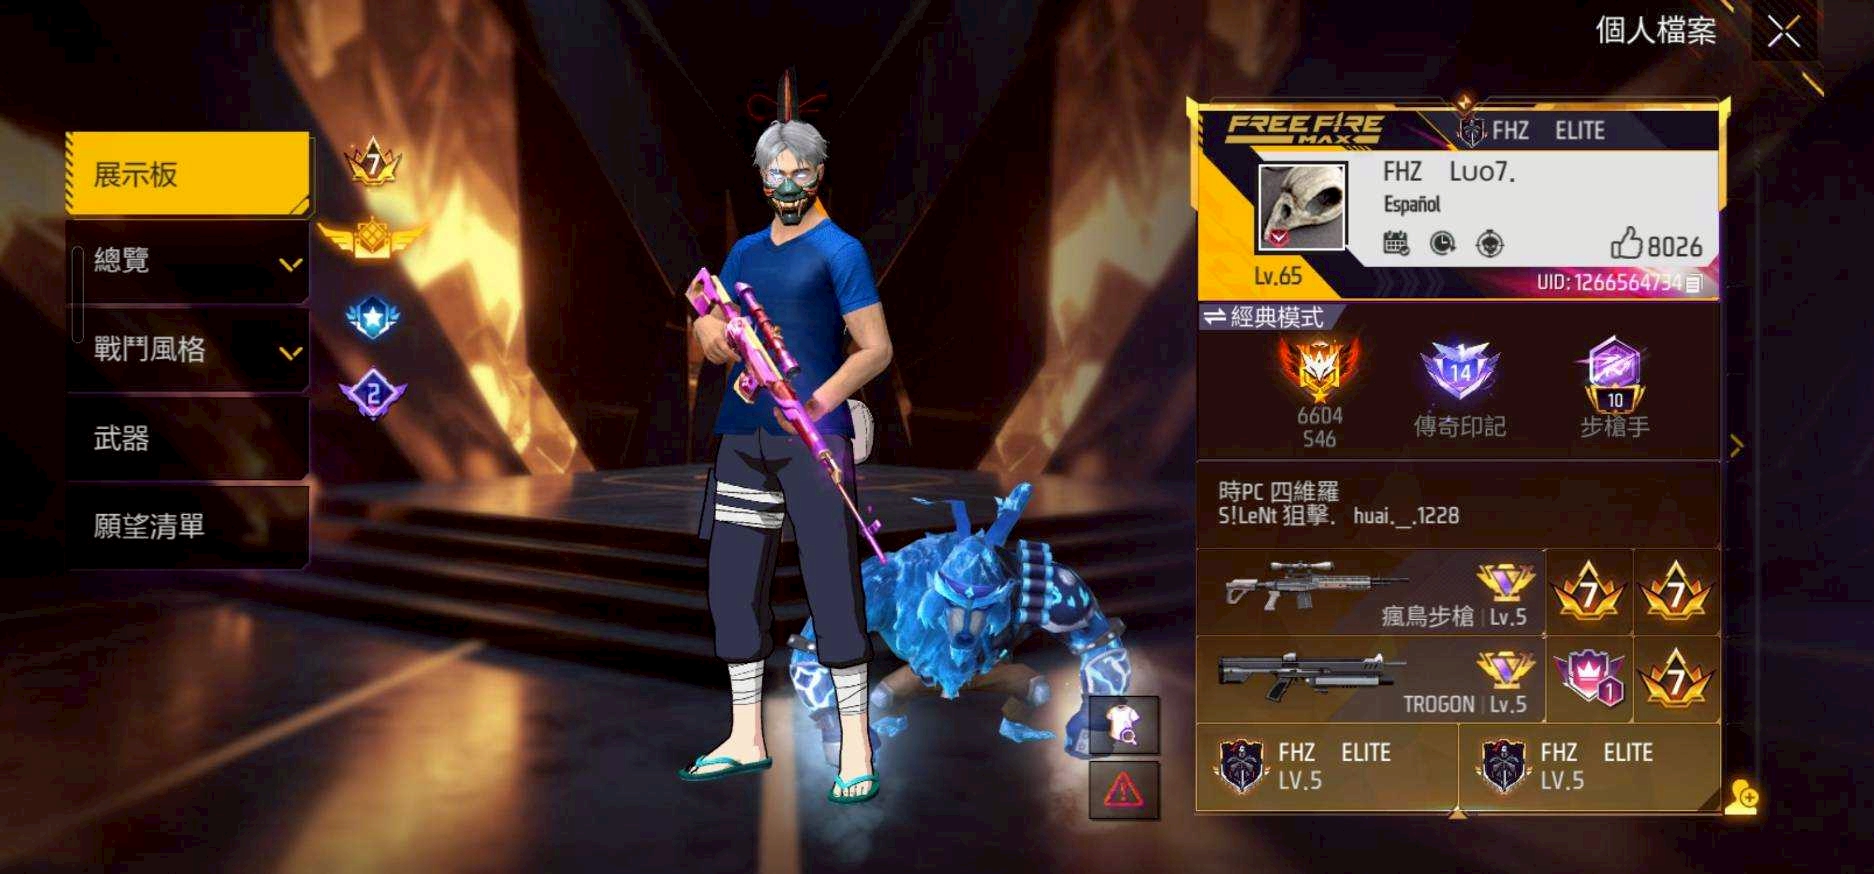 個人檔案
展示板
總覽
戰鬥風格
武器
願望清單
7
2
FREE FIRE
MAX
FHZ ELITE
FHZ Luo7.
Español
8026
Lv.65
UID: 1266564734
經典模式
14
10
6604
S46
傳奇印記
步槍手
時PC 四維羅
S!LeNt 狙擊. huai._.1228
瘋鳥步槍 Lv.5
7
7
TROGON Lv.5
1
7
FHZ ELITE
LV.5
FHZ ELITE
LV.5